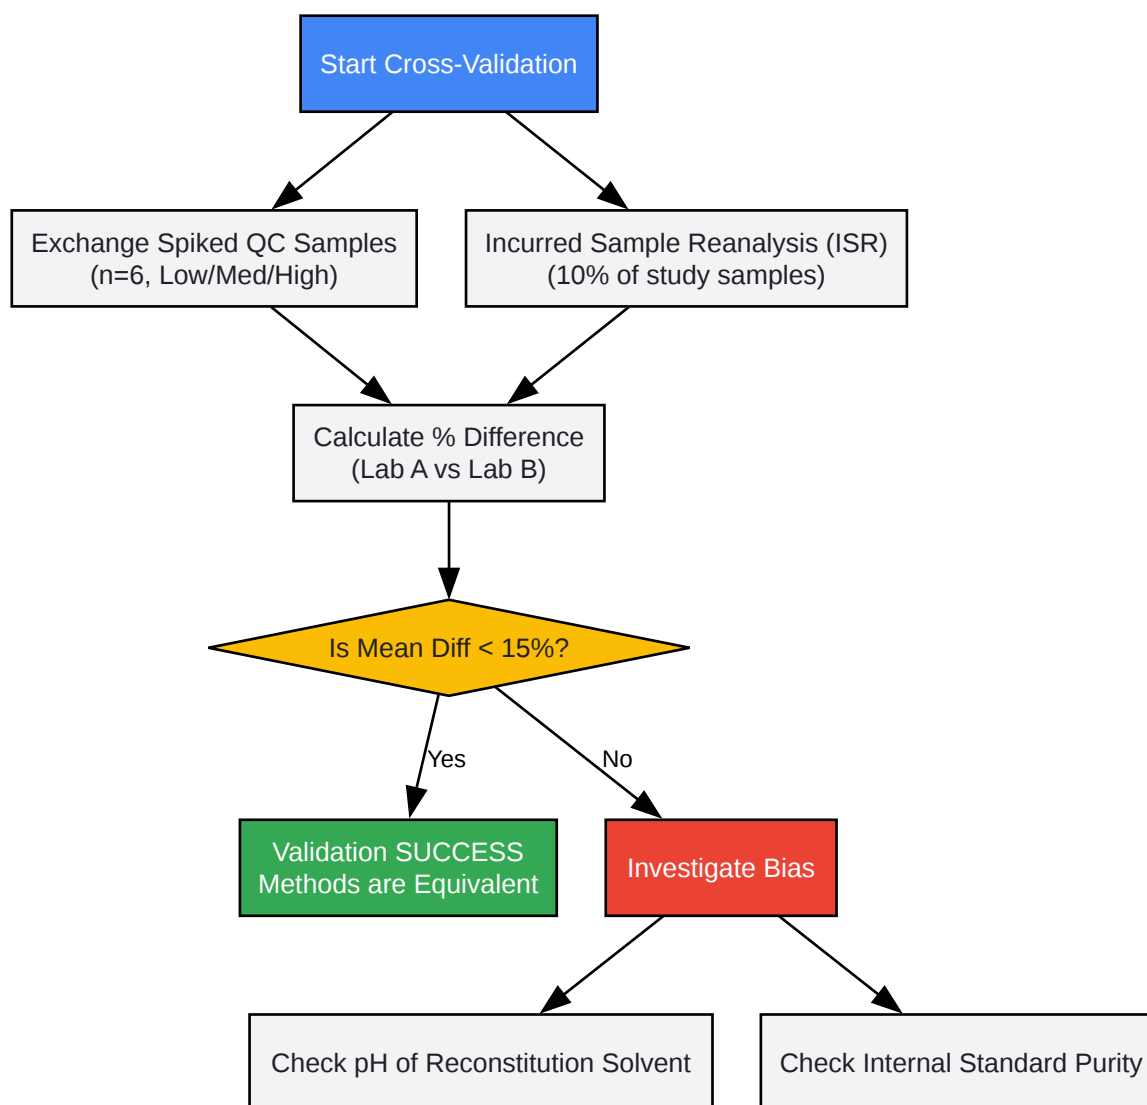 Start Cross-Validation
Exchange Spiked QC Samples
(n=6, Low/Med/High)
Incurred Sample Reanalysis (ISR)
(10% of study samples)
Calculate % Difference
(Lab A vs Lab B)
Is Mean Diff < 15%?
Yes
No
Validation SUCCESS
Methods are Equivalent
Investigate Bias
Check pH of Reconstitution Solvent
Check Internal Standard Purity